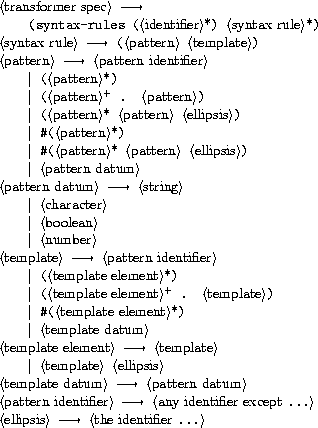 ⟨transformer spec⟩ ⟶
(syntax-rules (⟨identifier⟩*) ⟨syntax rule⟩*)
⟨syntax rule⟩ ⟶ (⟨pattern⟩ ⟨template⟩)
⟨pattern⟩ ⟶ ⟨pattern identifier⟩
| (⟨pattern⟩*)
| (⟨pattern⟩+ . ⟨pattern⟩)
| (⟨pattern⟩* ⟨pattern⟩ ⟨ellipsis⟩)
| #(⟨pattern⟩*)
| #(⟨pattern⟩* ⟨pattern⟩ ⟨ellipsis⟩)
| ⟨pattern datum⟩
⟨pattern datum⟩ ⟶ ⟨string⟩
| ⟨character⟩
| ⟨boolean⟩
| ⟨number⟩
⟨template⟩ ⟶ ⟨pattern identifier⟩
| (⟨template element⟩*)
| (⟨template element⟩+ . ⟨template⟩)
| #(⟨template element⟩*)
| ⟨template datum⟩
⟨template element⟩ ⟶ ⟨template⟩
| ⟨template⟩ ⟨ellipsis⟩
⟨template datum⟩ ⟶ ⟨pattern datum⟩
⟨pattern identifier⟩ ⟶ ⟨any identifier except ...⟩
⟨ellipsis⟩ ⟶ ⟨the identifier ...⟩